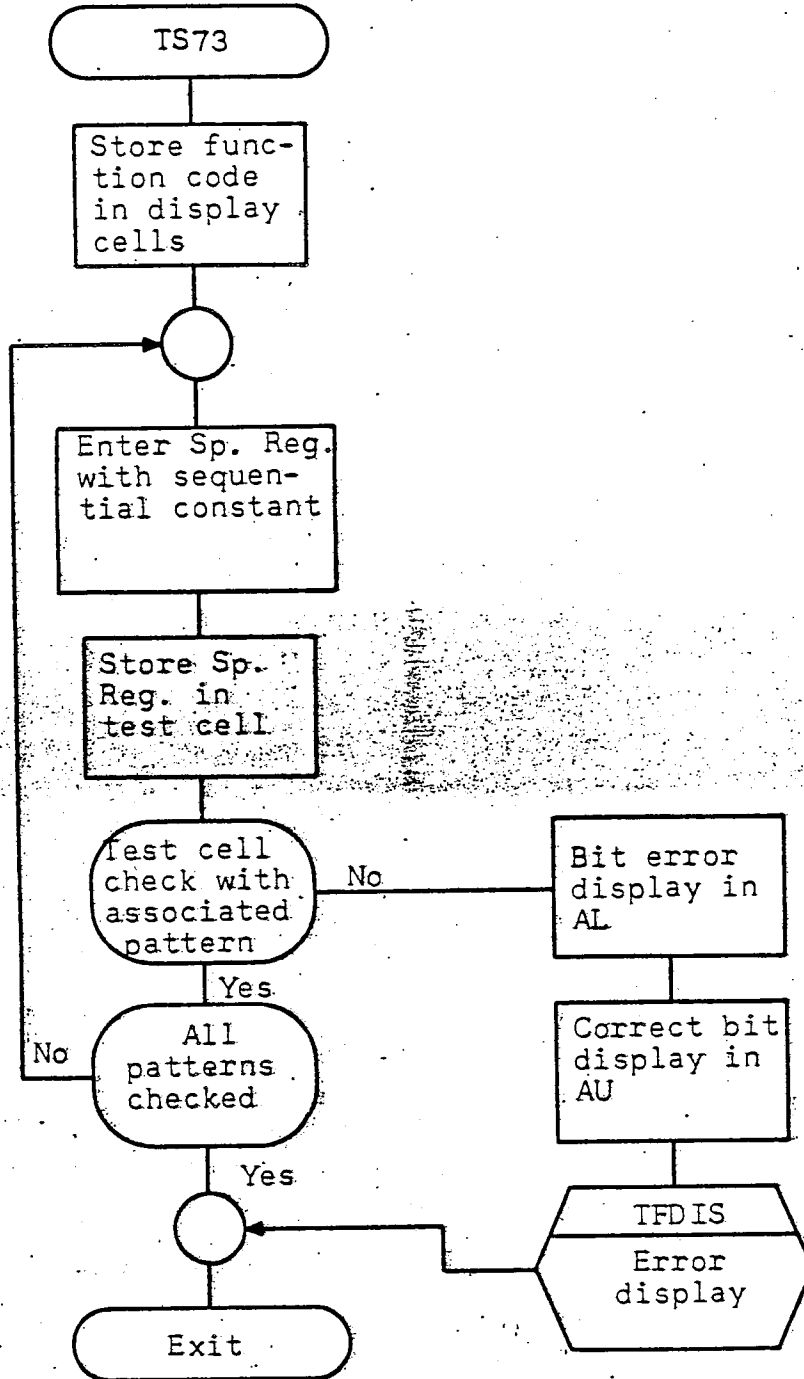 TS73
Store func-
tion code
in display
cells
Enter Sp. Reg.
with sequen-
tial constant
Store Sp.
Reg. in
test cell
Test cell
check with
associated
pattern
No
Yes
All
patterns
checked
No
Yes
Exit
Bit error
display in
AL
Correct bit
display in
AU
TFDIS
Error
display